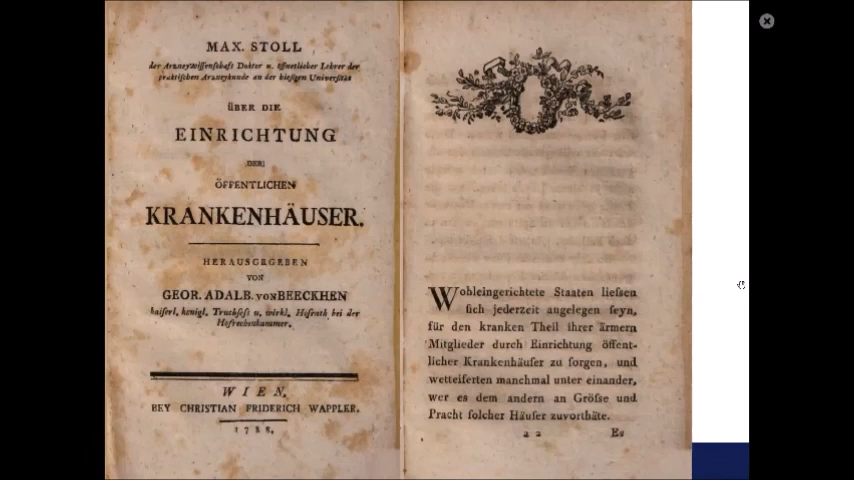 MAX. STOLL
der Arzneywissenschaft Doktor u. öffentlicher Lehrer der
praktischen Arzneykunde an der hiesigen Universität
ÜBER DIE
EINRICHTUNG
DER
ÖFFENTLICHEN
KRANKENHÄUSER.
HERAUSGEGEBEN
VON
GEOR. ADALB. von BEECKHEN
kaiserl. königl. Truchsess u. wirkl. Hofrath bei der
Hofrechenkammer.
WIEN,
BEY CHRISTIAN FRIDERICH WAPPLER.
1788.
Wohleingerichtete Staaten liefsen
sich jederzeit angelegen seyn,
für den kranken Theil ihrer ärmern
Mitglieder durch Einrichtung öffent-
licher Krankenhäuser zu sorgen, und
wetteiferten manchmal unter einander,
wer es dem andern an Grösse und
Pracht solcher Häuser zuvorthäte.
a 2
Es